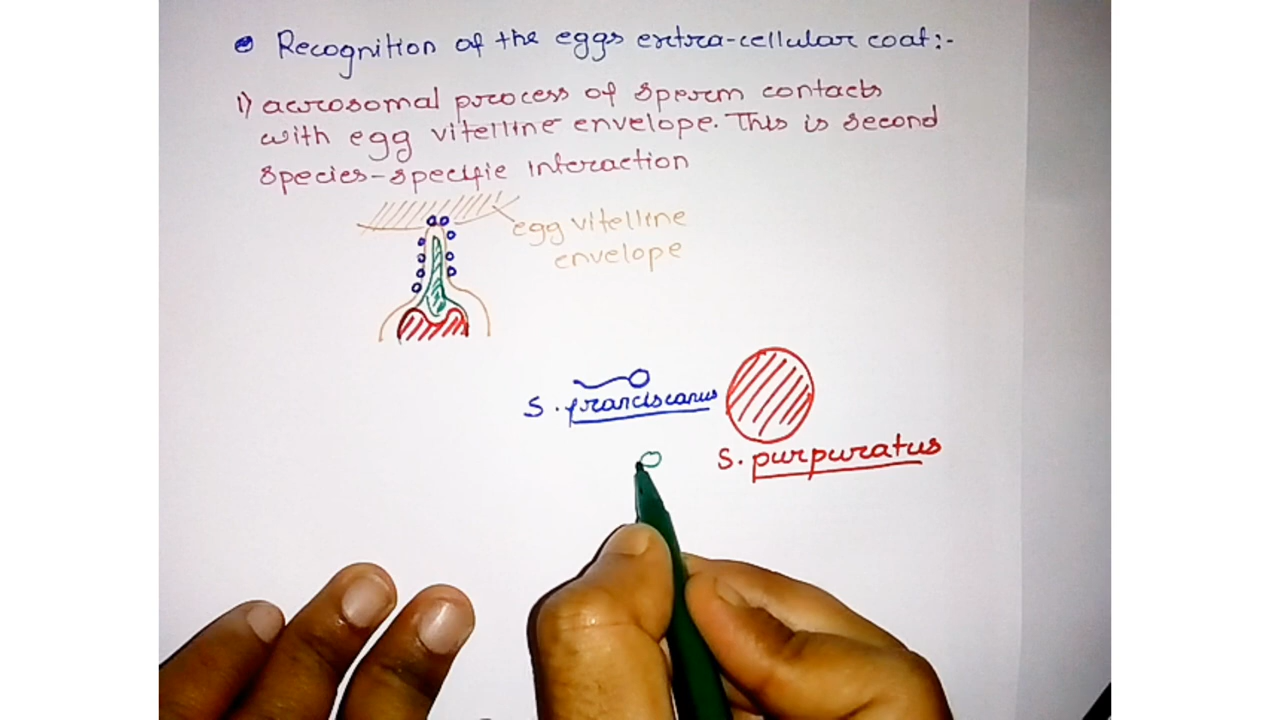 Recognition of the eggs extra-cellular coat:-
1) acrosomal process of sperm contacts
with egg vitelline envelope. This is second
species-specific interaction
egg vitelline
envelope
S. franciscanus
S. purpuratus